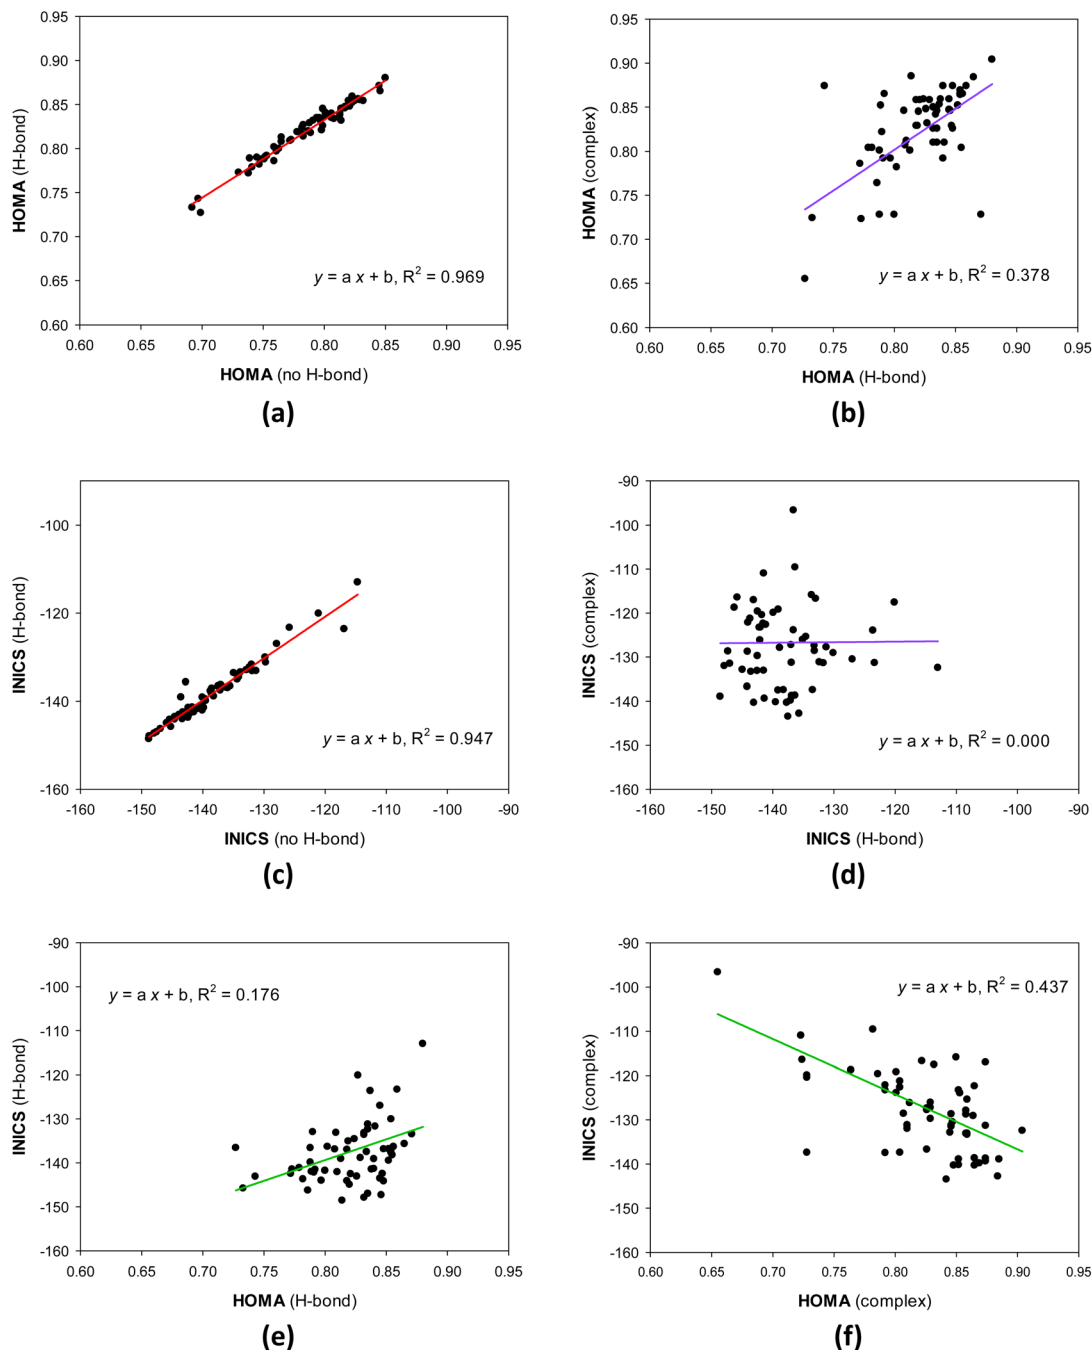 0.95
0.90
0.85
0.80
0.75
0.70
0.65
0.60
HOMA (H-bond)
y = a x + b, R² = 0.969
0.60 0.65 0.70 0.75 0.80 0.85 0.90 0.95
HOMA (no H-bond)
(a)
0.95
0.90
0.85
0.80
0.75
0.70
0.65
0.60
HOMA (complex)
y = a x + b, R² = 0.378
0.60 0.65 0.70 0.75 0.80 0.85 0.90 0.95
HOMA (H-bond)
(b)
-100
-120
-140
-160
INICS (H-bond)
y = a x + b, R² = 0.947
-160 -150 -140 -130 -120 -110 -100 -90
INICS (no H-bond)
(c)
-90
-100
-110
-120
-130
-140
-150
-160
INICS (complex)
y = a x + b, R² = 0.000
-160 -150 -140 -130 -120 -110 -100 -90
INICS (H-bond)
(d)
-90
-100
-110
-120
-130
-140
-150
-160
INICS (H-bond)
y = a x + b, R² = 0.176
0.60 0.65 0.70 0.75 0.80 0.85 0.90 0.95
HOMA (H-bond)
(e)
-90
-100
-110
-120
-130
-140
-150
-160
INICS (complex)
y = a x + b, R² = 0.437
0.60 0.65 0.70 0.75 0.80 0.85 0.90 0.95
HOMA (complex)
(f)